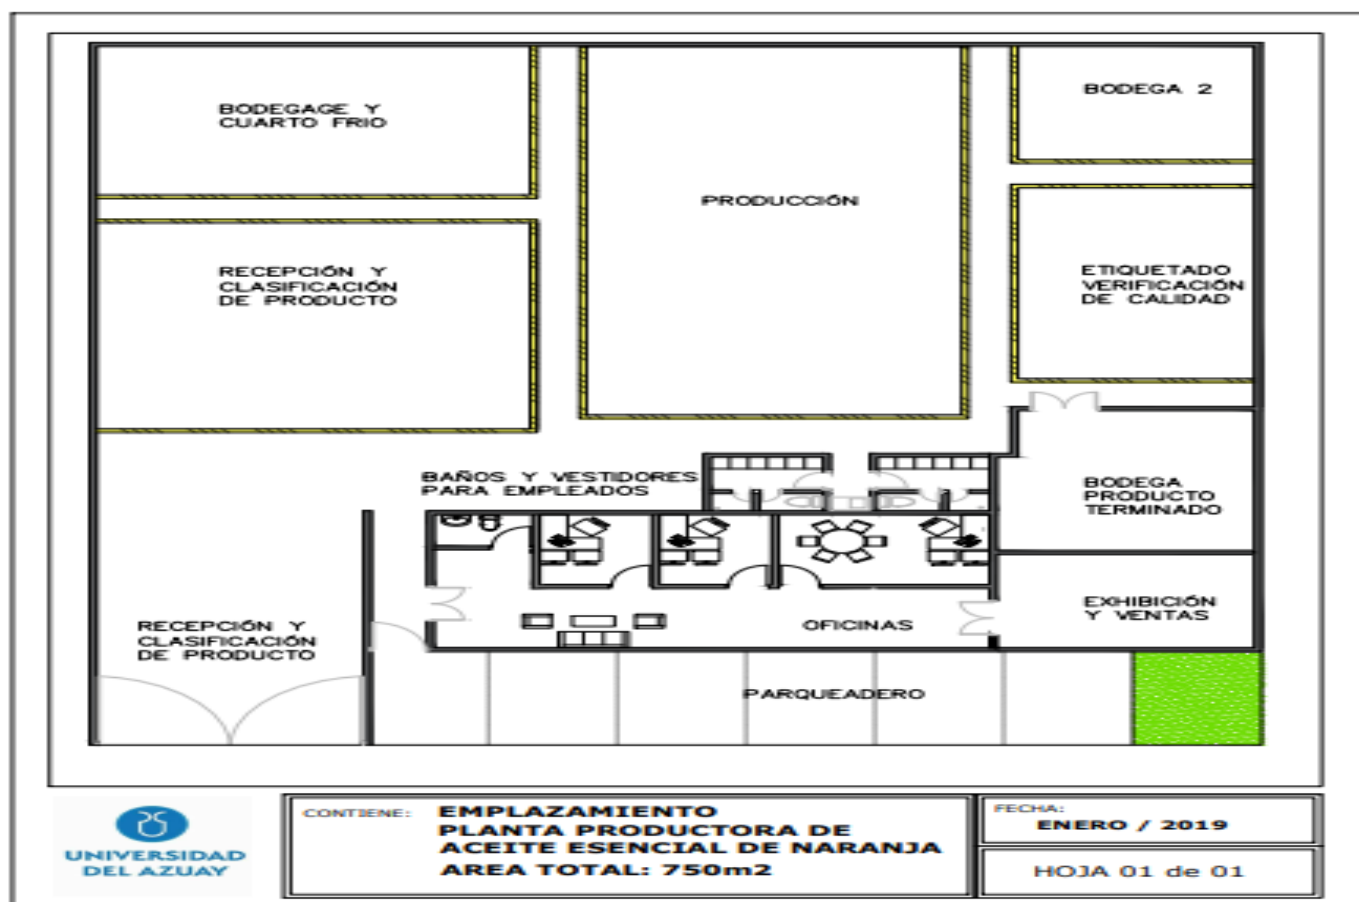 BODEGAGE Y
CUARTO FRIO
PRODUCCIÓN
BODEGA 2
RECEPCIÓN Y
CLASIFICACIÓN
DE PRODUCTO
ETIQUETADO
VERIFICACIÓN
DE CALIDAD
BAÑOS Y VESTIDORES
PARA EMPLEADOS
BODEGA
PRODUCTO
TERMINADO
RECEPCIÓN Y
CLASIFICACIÓN
DE PRODUCTO
OFICINAS
EXHIBICIÓN
Y VENTAS
PARQUEADERO
UNIVERSIDAD
DEL AZUAY
CONTIENE: EMPLAZAMIENTO
PLANTA PRODUCTORA DE
ACEITE ESENCIAL DE NARANJA
AREA TOTAL: 750m2
FECHA:
ENERO / 2019
HOJA 01 de 01